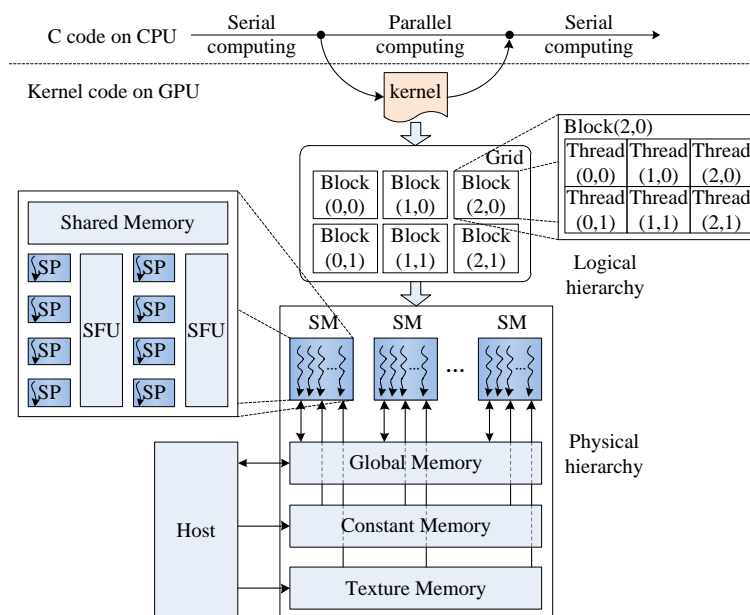 C code on CPU
Serial
computing
Parallel
computing
Serial
computing
Kernel code on GPU
kernel
Grid
Block
(0,0)
Block
(1,0)
Block
(2,0)
Block
(0,1)
Block
(1,1)
Block
(2,1)
Block(2,0)
Thread
(0,0)
Thread
(1,0)
Thread
(2,0)
Thread
(0,1)
Thread
(1,1)
Thread
(2,1)
Logical
hierarchy
Shared Memory
SP
SP
SP
SP
SFU
SP
SP
SP
SP
SFU
SM
SM
SM
...
...
...
...
Physical
hierarchy
Host
Global Memory
Constant Memory
Texture Memory